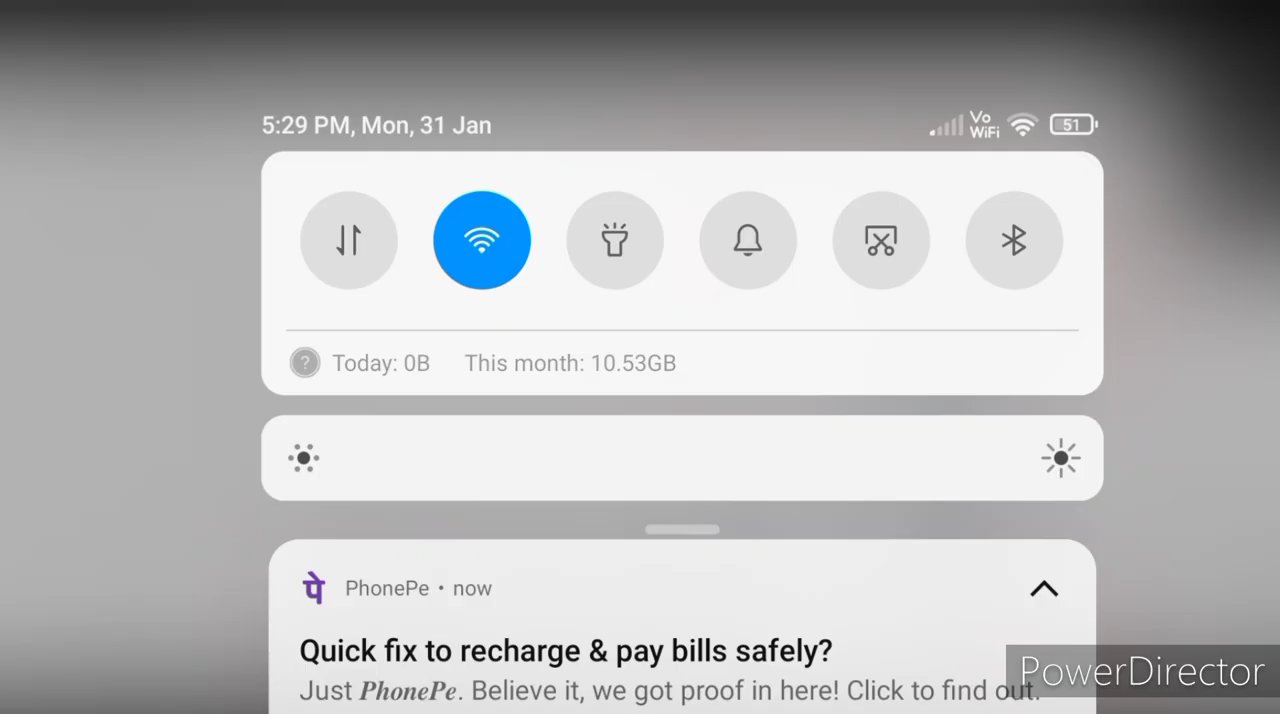 5:29 PM, Mon, 31 Jan
Vo
WiFi
51
? Today: 0B This month: 10.53GB
पे PhonePe • now
Quick fix to recharge & pay bills safely?
Just PhonePe. Believe it, we got proof in here! Click to find out.
PowerDirector